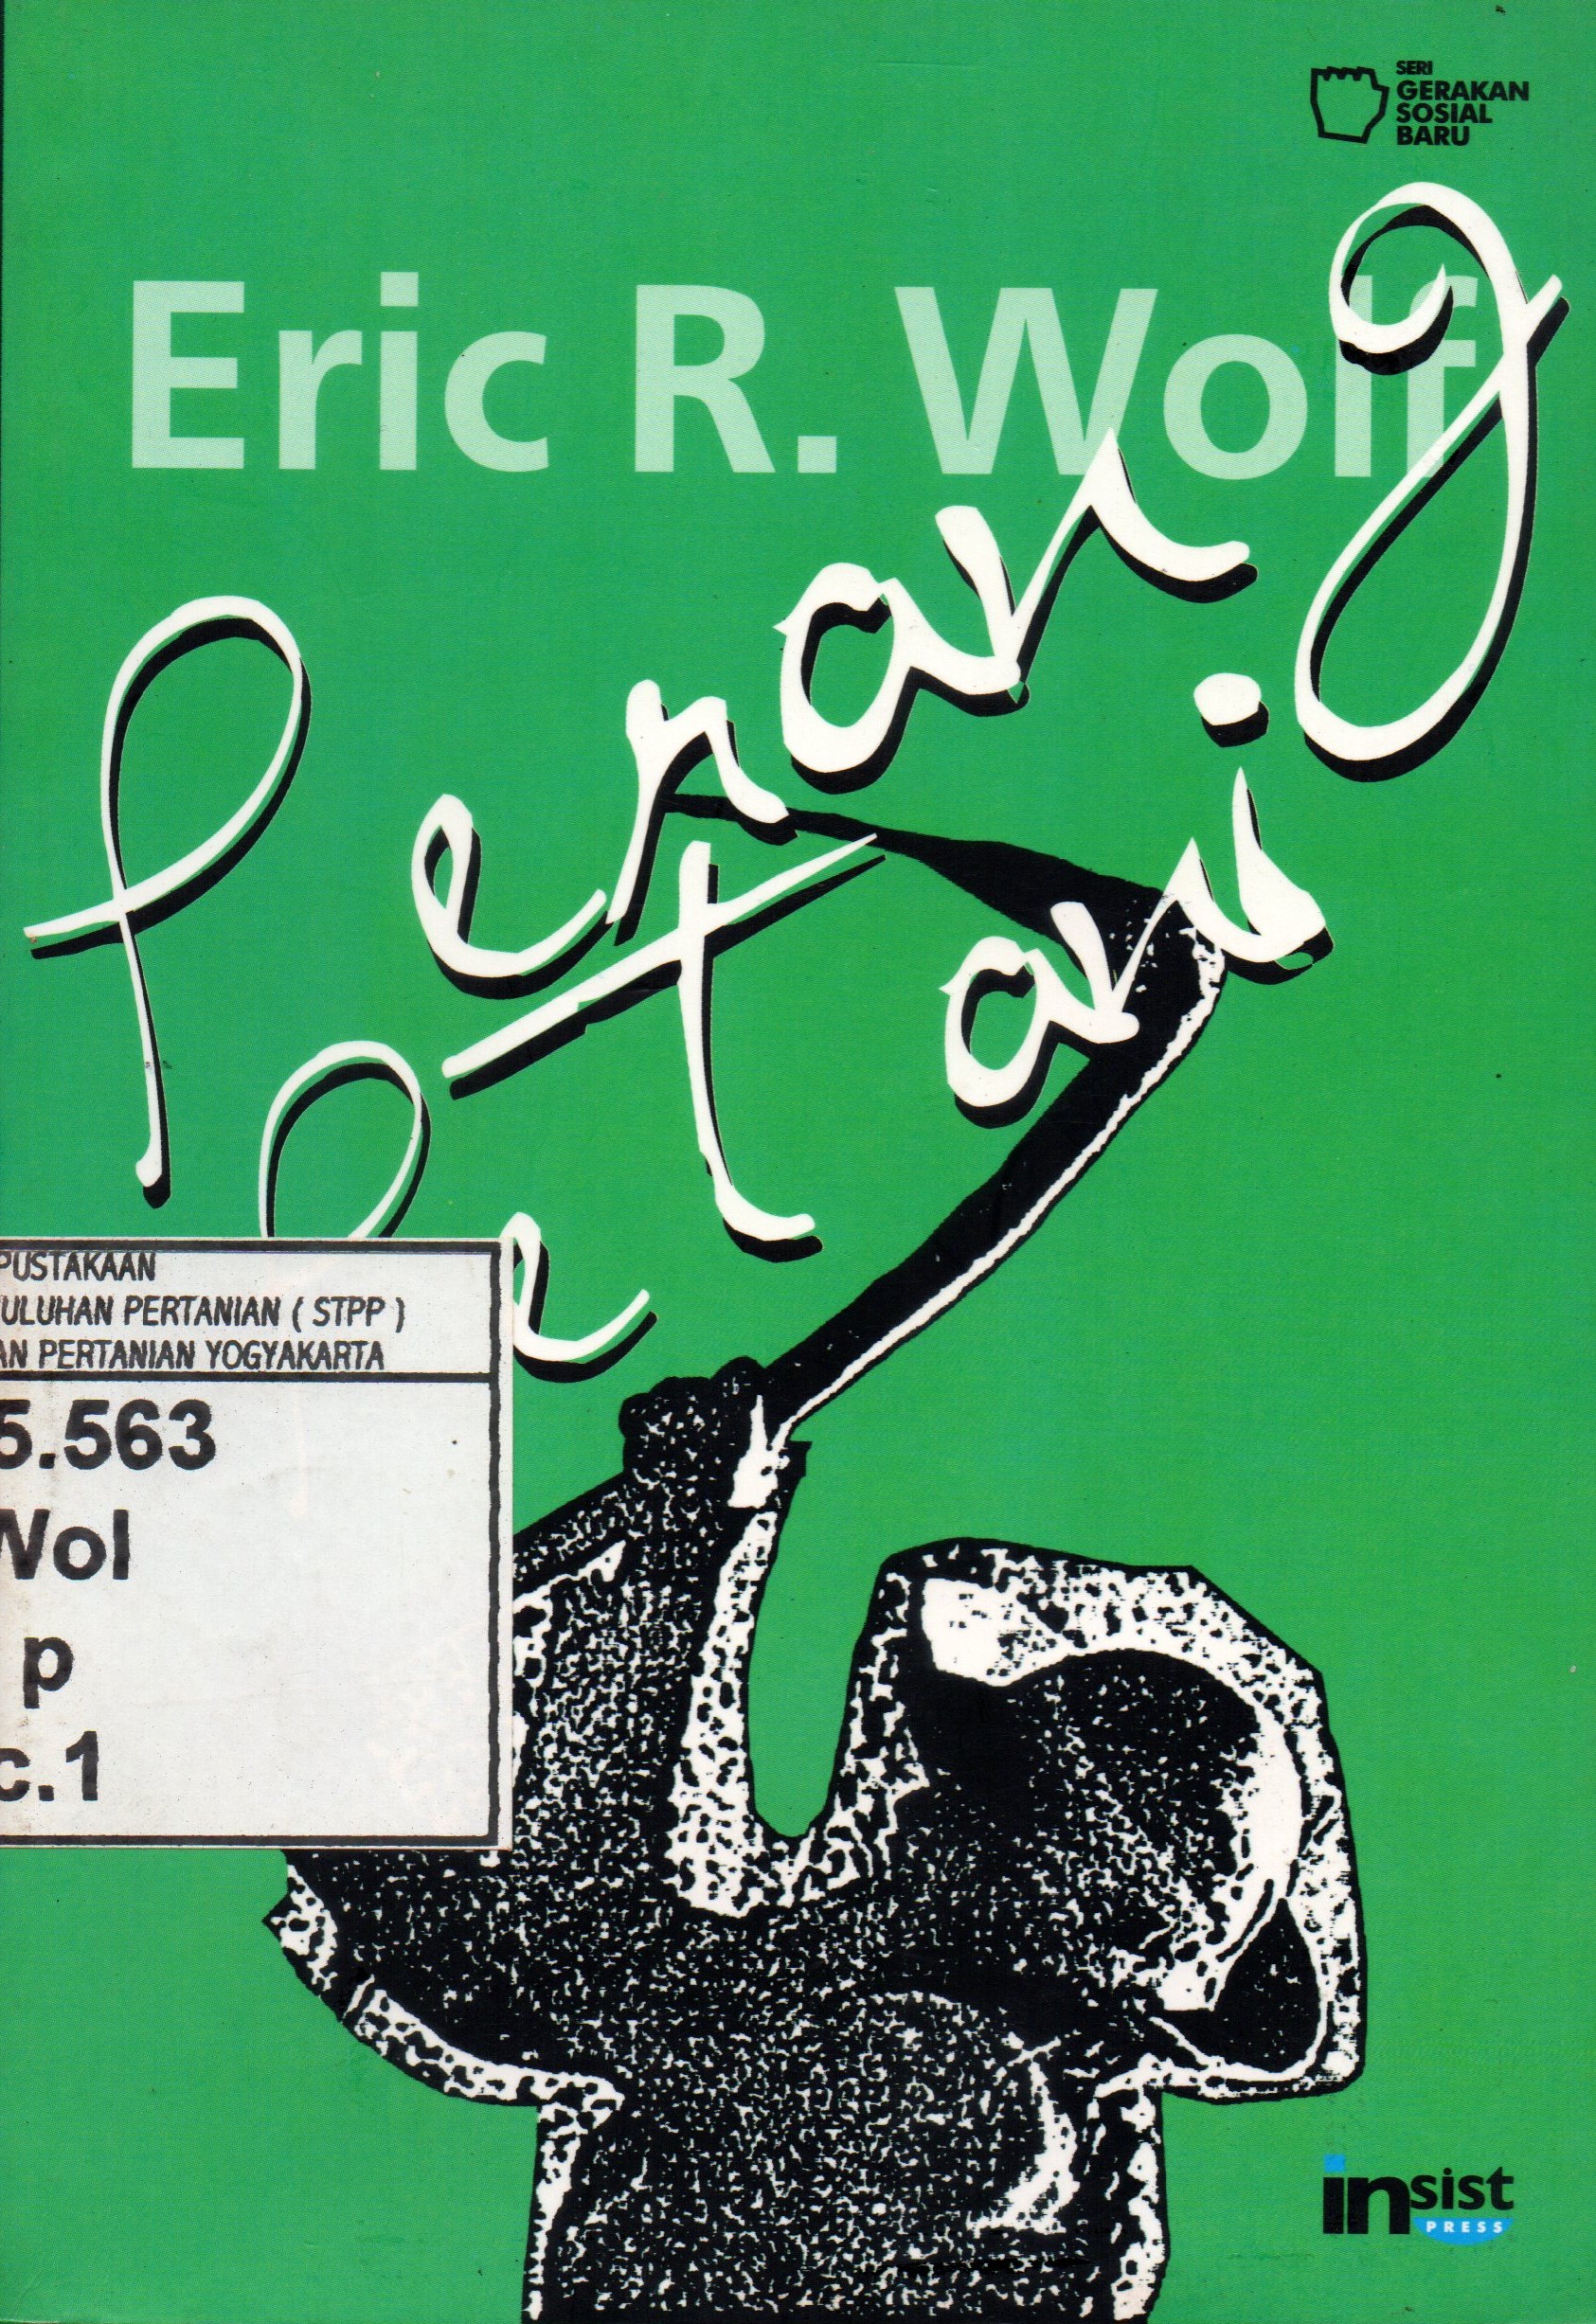 SERI
GERAKAN
SOSIAL
BARU
Eric R. Wolf
Perang
Petani
PUSTAKAAN
ULUHAN PERTANIAN ( STPP )
AN PERTANIAN YOGYAKARTA
5.563
Wol
p
c.1
insist
PRESS